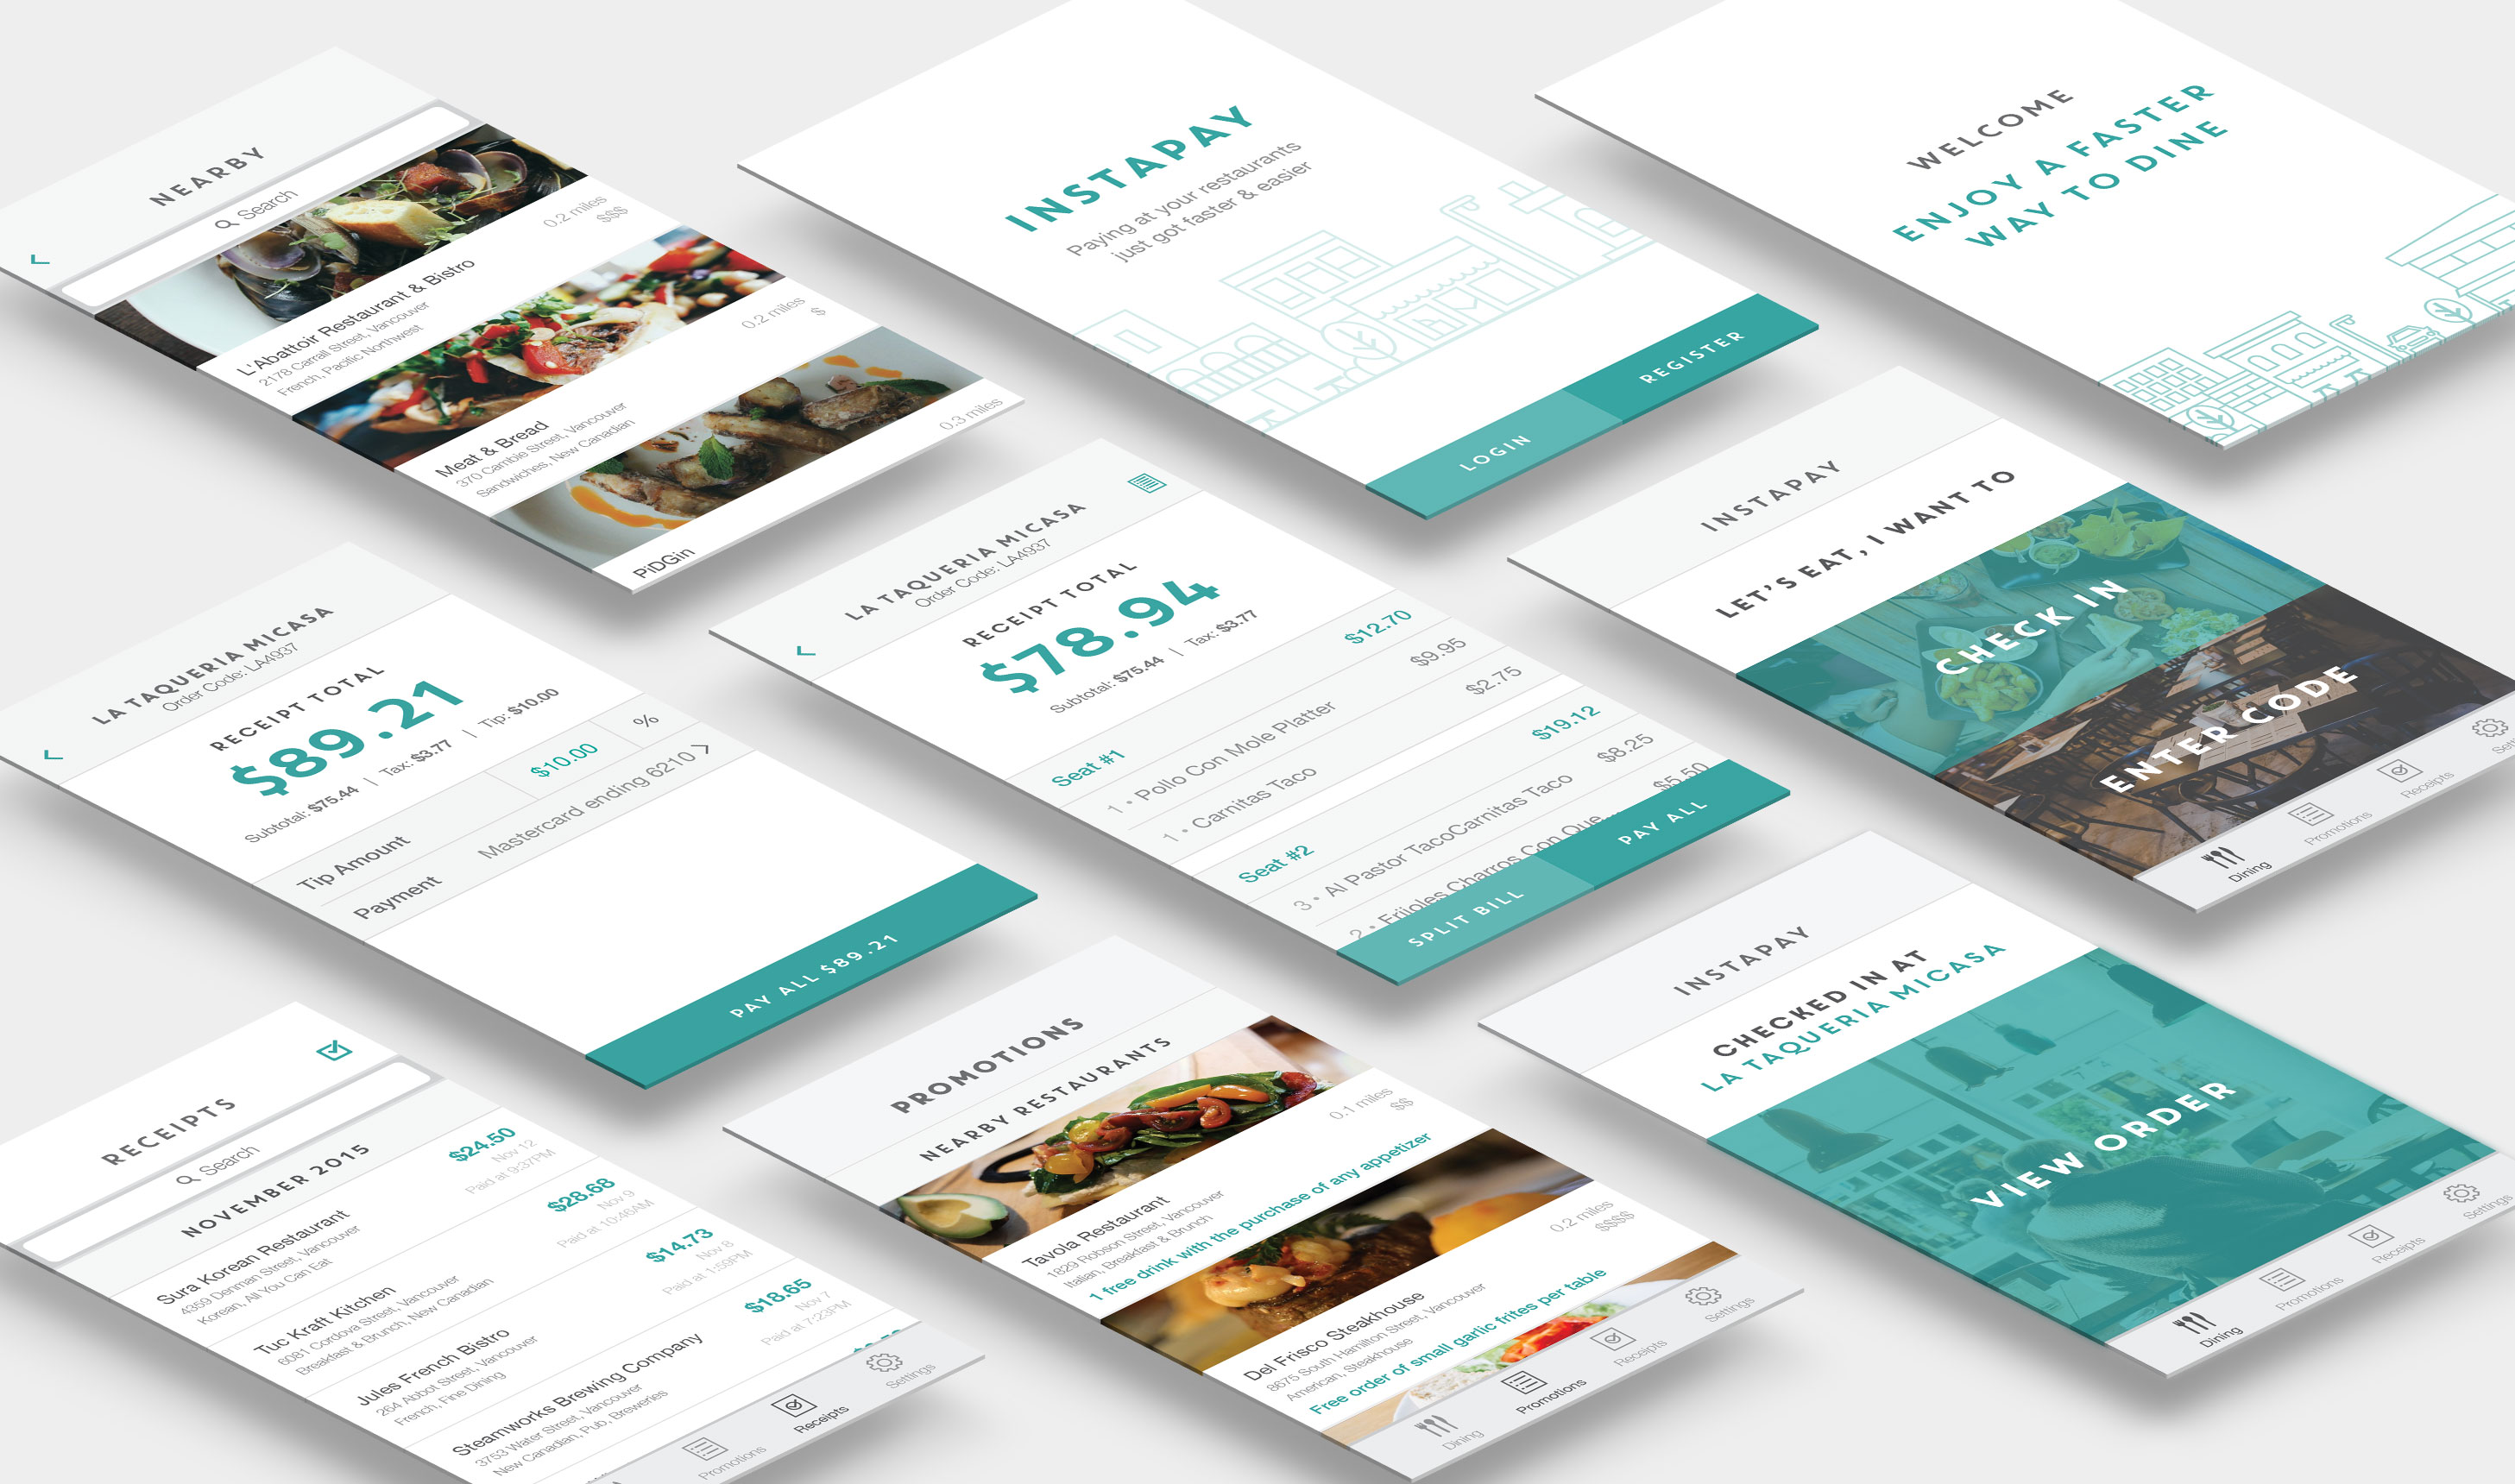 NEARBY
Search
0.2 miles
$$$
L'Abattoir Restaurant & Bistro
2178 Carrall Street, Vancouver
French, Pacific Northwest
0.2 miles
$
Meat & Bread
370 Cambie Street, Vancouver
Sandwiches, New Canadian
0.3 miles
PiDGin
INSTAPAY
Paying at your restaurants
just got faster & easier
LOGIN
REGISTER
WELCOME
ENJOY A FASTER
WAY TO DINE
LA TAQUERIA MICASA
Order Code: LA4937
RECEIPT TOTAL
$89.21
Subtotal: $75.44 | Tax: $3.77 | Tip: $10.00
Tip Amount $10.00 %
Payment Mastercard ending 6210
PAY ALL $89.21
LA TAQUERIA MICASA
Order Code: LA4937
RECEIPT TOTAL
$78.94
Subtotal: $75.44 | Tax: $3.77
Seat #1 $12.70
1 • Pollo Con Mole Platter $9.95
1 • Carnitas Taco $2.75
Seat #2 $19.12
3 • Al Pastor TacoCarnitas Taco $8.25
2 • Frijoles Charros Con Que... $5.50
SPLIT BILL
PAY ALL
INSTAPAY
LET'S EAT, I WANT TO
CHECK IN
ENTER CODE
Dining
Promotions
Receipts
RECEIPTS
Search
NOVEMBER 2015
Sura Korean Restaurant $24.50
4359 Denman Street, Vancouver Nov 12
Korean, All You Can Eat Paid at 9:37PM
Tuc Kraft Kitchen $28.68
6081 Cordova Street, Vancouver Nov 9
Breakfast & Brunch, New Canadian Paid at 10:46AM
Jules French Bistro $14.73
264 Abbot Street, Vancouver Nov 8
French, Fine Dining Paid at 1:59PM
Steamworks Brewing Company $18.65
3753 Water Street, Vancouver Nov 7
New Canadian, Pub, Breweries Paid at 7:23PM
Promotions
Receipts
Settings
PROMOTIONS
NEARBY RESTAURANTS
0.1 miles
$$
Tavola Restaurant
1829 Robson Street, Vancouver
Italian, Breakfast & Brunch
1 free drink with the purchase of any appetizer
0.2 miles
$$$$
Del Frisco Steakhouse
8675 South Hamilton Street, Vancouver
American, Steakhouse
Free order of small garlic frites per table
Dining
Promotions
Receipts
Settings
INSTAPAY
CHECKED IN AT
LA TAQUERIA MICASA
VIEW ORDER
Dining
Promotions
Receipts
Settings